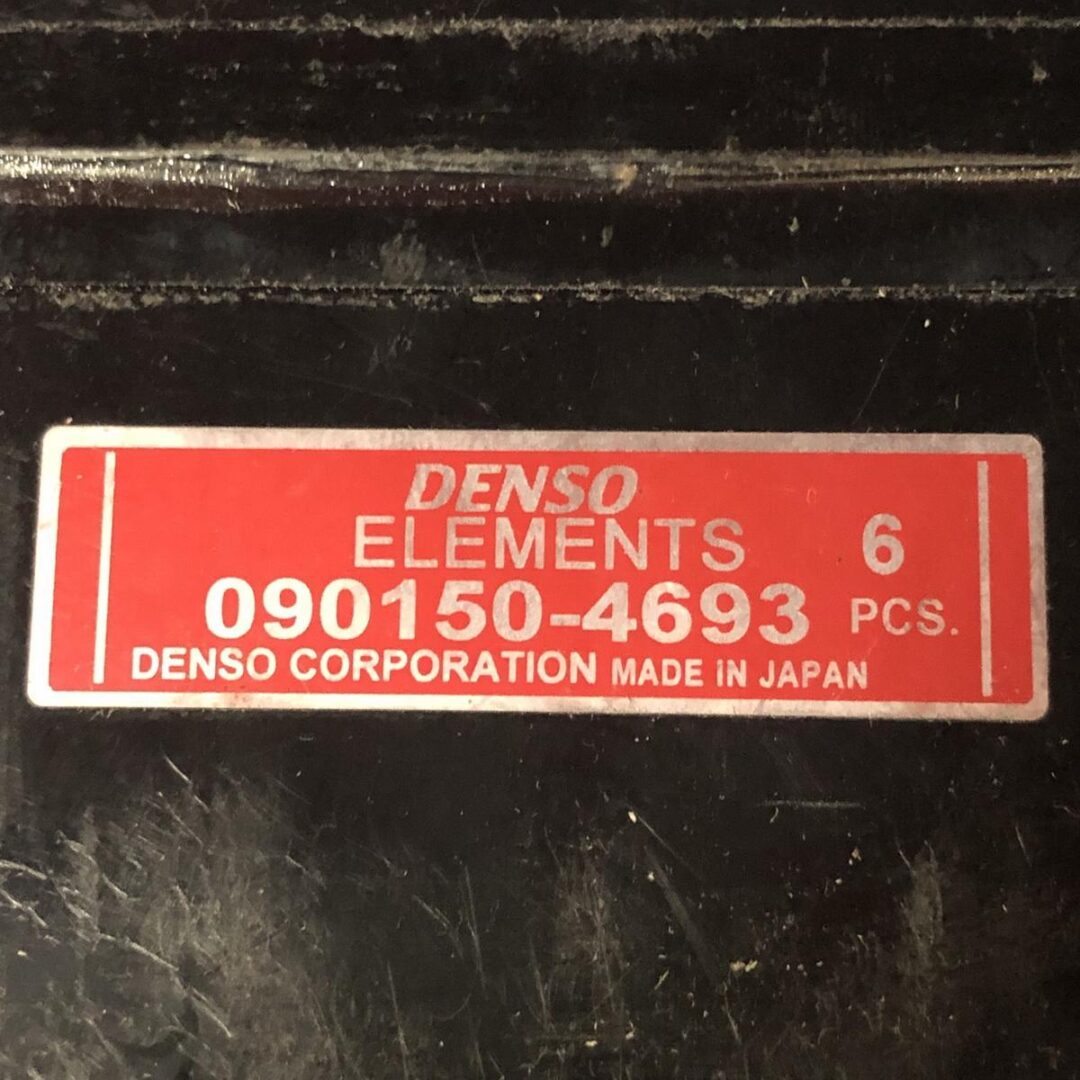 DENSO
ELEMENTS 6
090150-4693 PCS.
DENSO CORPORATION MADE IN JAPAN